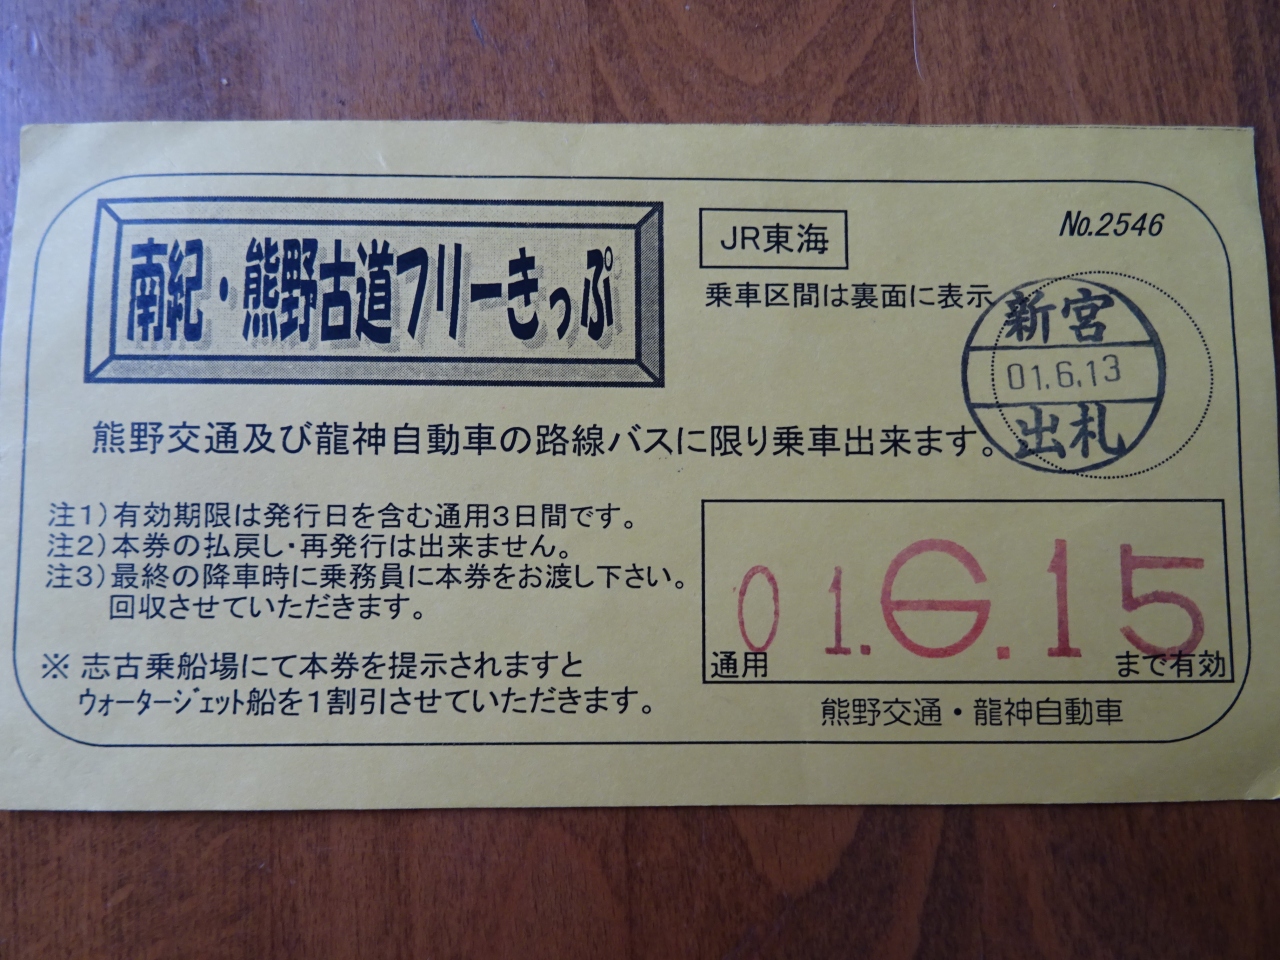 南紀・熊野古道フリーきっぷ
JR東海
No.2546
乗車区間は裏面に表示
新宮
01.6.13
出札
熊野交通及び龍神自動車の路線バスに限り乗車出来ます。
注1)有効期限は発行日を含む通用3日間です。
注2)本券の払戻し・再発行は出来ません。
注3)最終の降車時に乗務員に本券をお渡し下さい。
回収させていただきます。
※ 志古乗船場にて本券を提示されますと
ウォータージェット船を1割引させていただきます。
01.6.15
通用 まで有効
熊野交通・龍神自動車